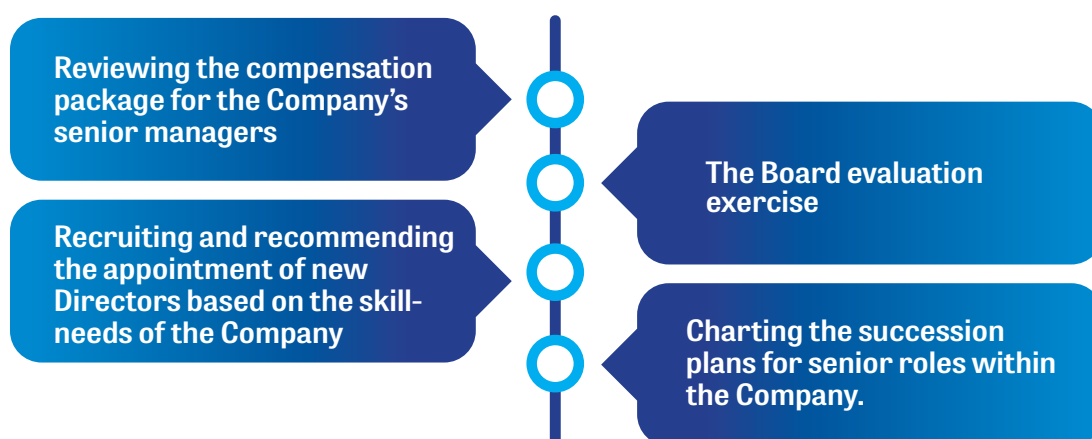 Reviewing the compensation
package for the Company’s
senior managers
The Board evaluation
exercise
Recruiting and recommending
the appointment of new
Directors based on the skill-
needs of the Company
Charting the succession
plans for senior roles within
the Company.